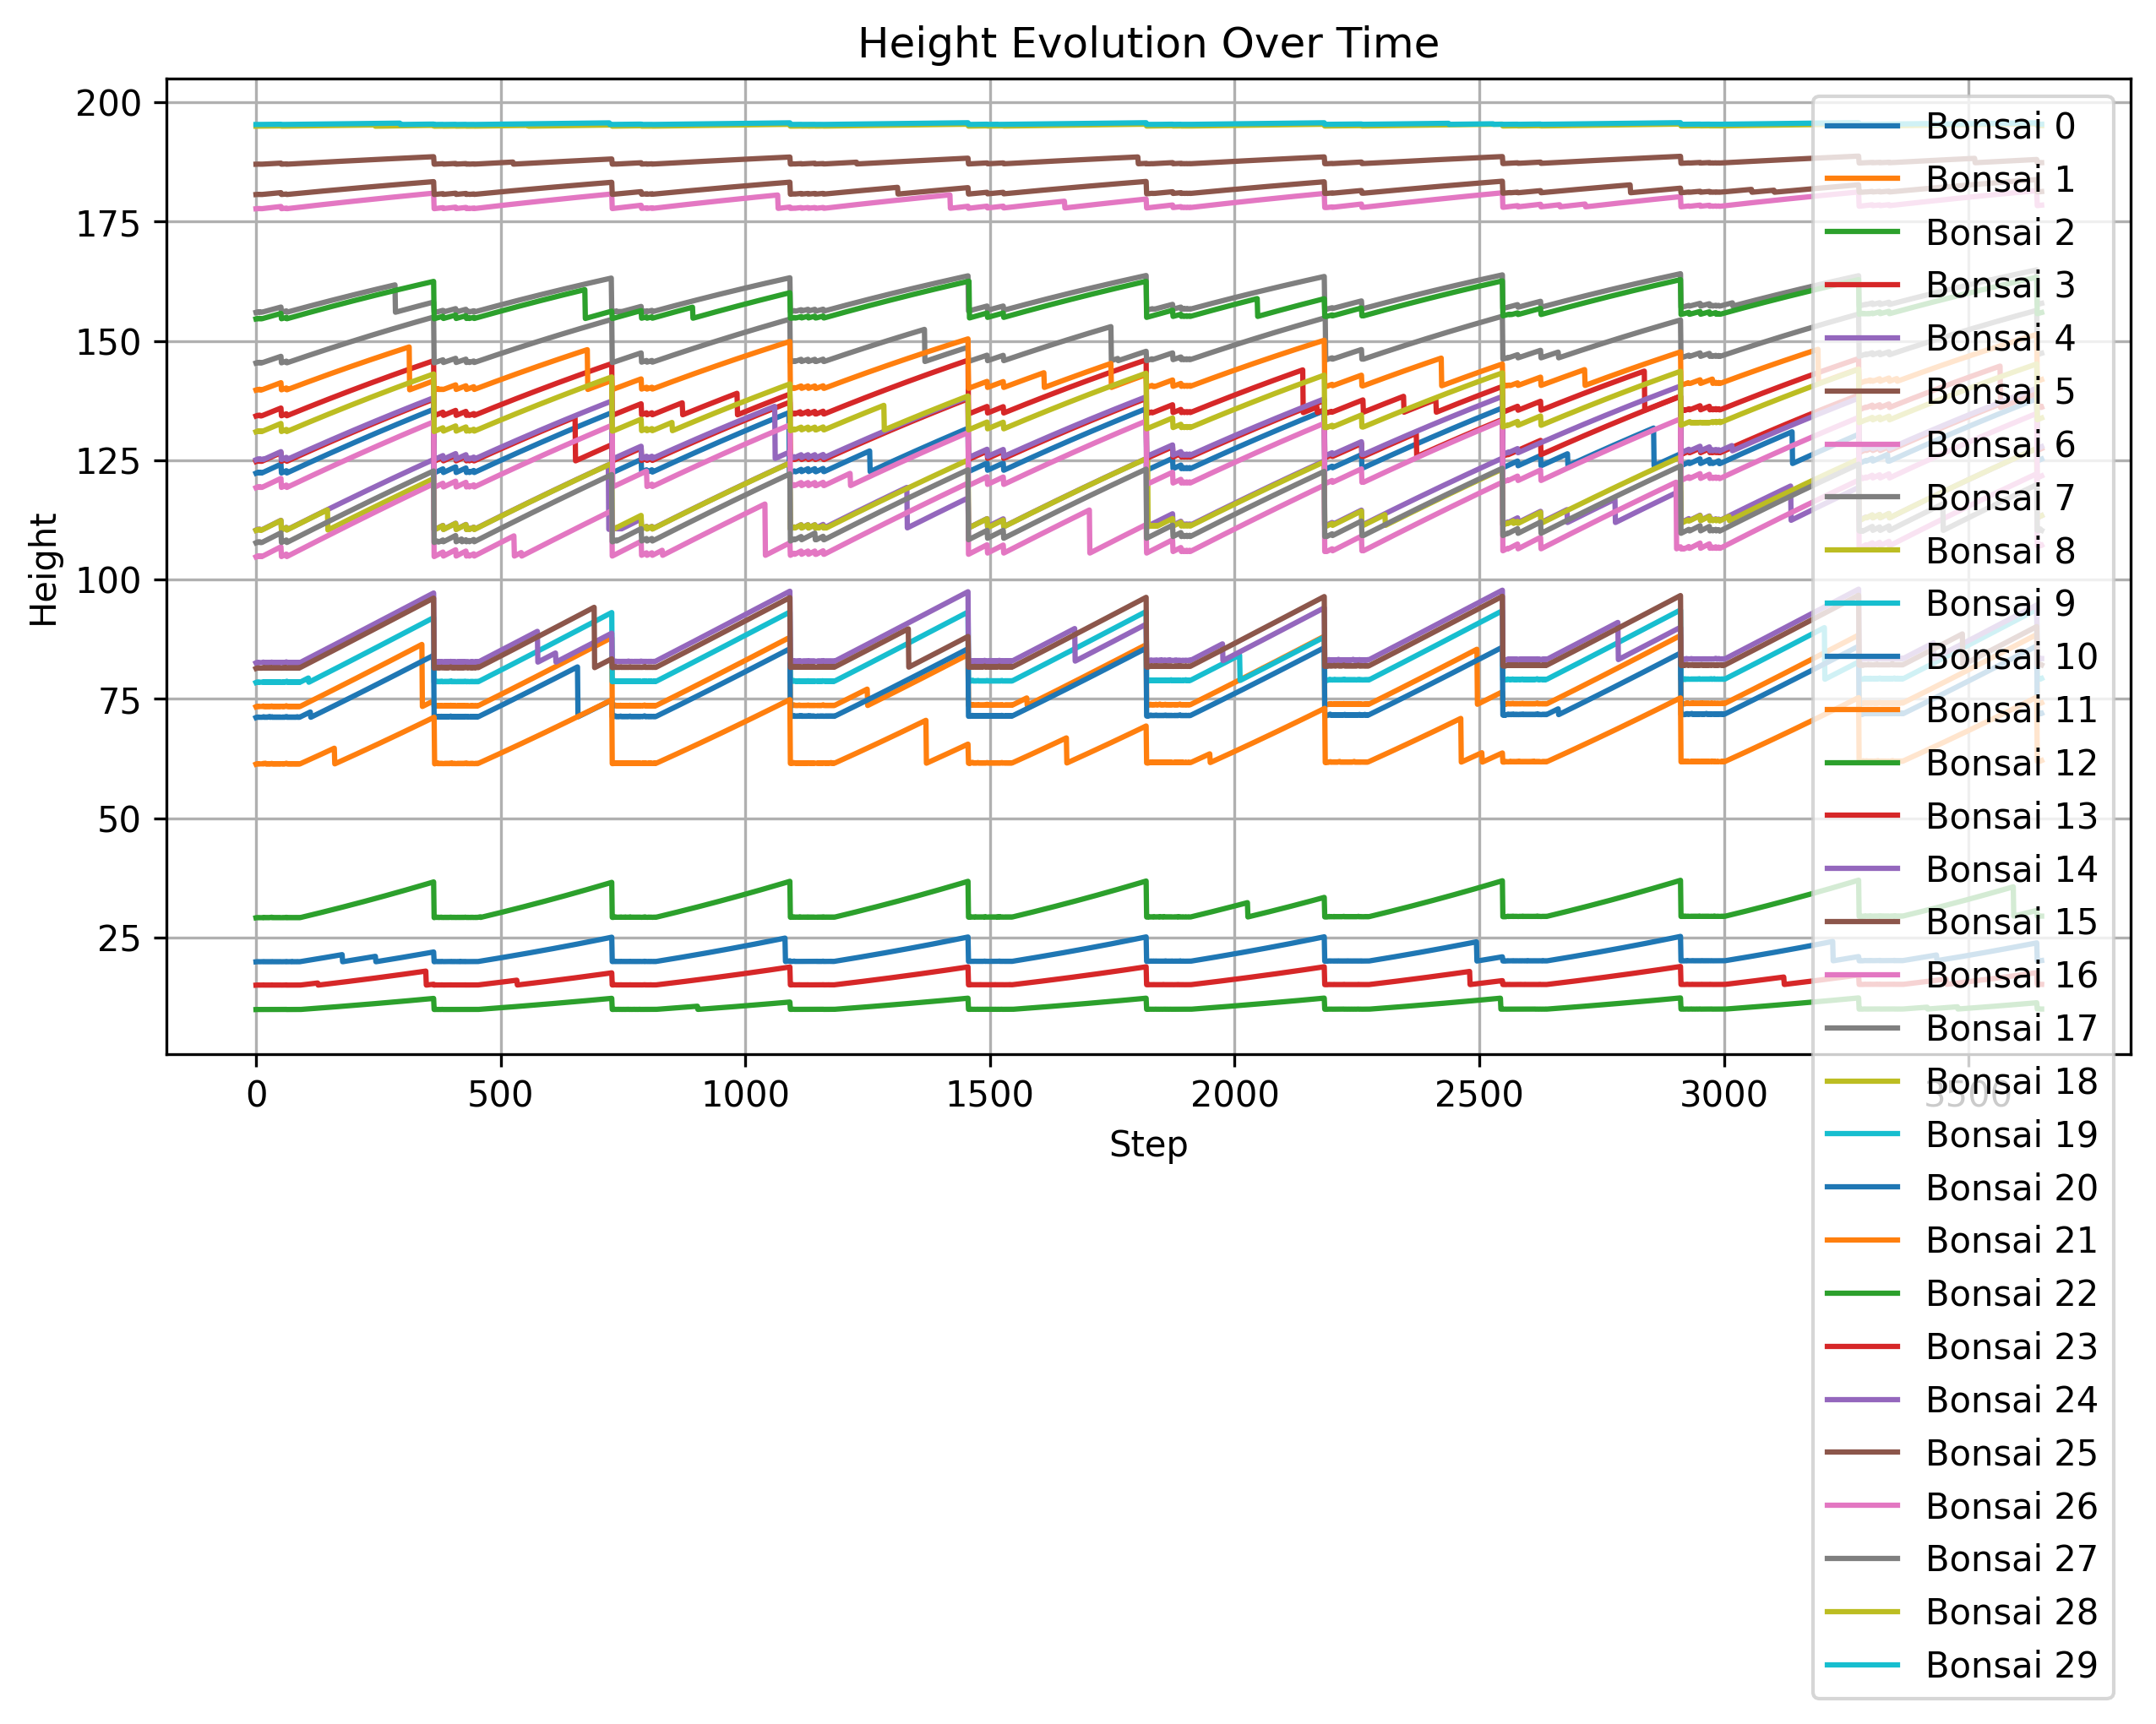 Height Evolution Over Time
200
175
150
125
100
75
50
25
Height
0
500
1000
1500
2000
2500
3000
3500
Step
Bonsai 0
Bonsai 1
Bonsai 2
Bonsai 3
Bonsai 4
Bonsai 5
Bonsai 6
Bonsai 7
Bonsai 8
Bonsai 9
Bonsai 10
Bonsai 11
Bonsai 12
Bonsai 13
Bonsai 14
Bonsai 15
Bonsai 16
Bonsai 17
Bonsai 18
Bonsai 19
Bonsai 20
Bonsai 21
Bonsai 22
Bonsai 23
Bonsai 24
Bonsai 25
Bonsai 26
Bonsai 27
Bonsai 28
Bonsai 29